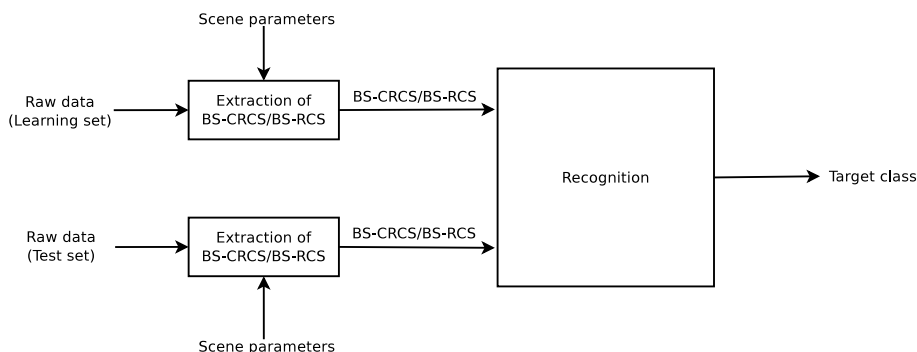 Scene parameters
Raw data
(Learning set)
Extraction of
BS-CRCS/BS-RCS
BS-CRCS/BS-RCS
Recognition
Target class
Raw data
(Test set)
Extraction of
BS-CRCS/BS-RCS
BS-CRCS/BS-RCS
Scene parameters